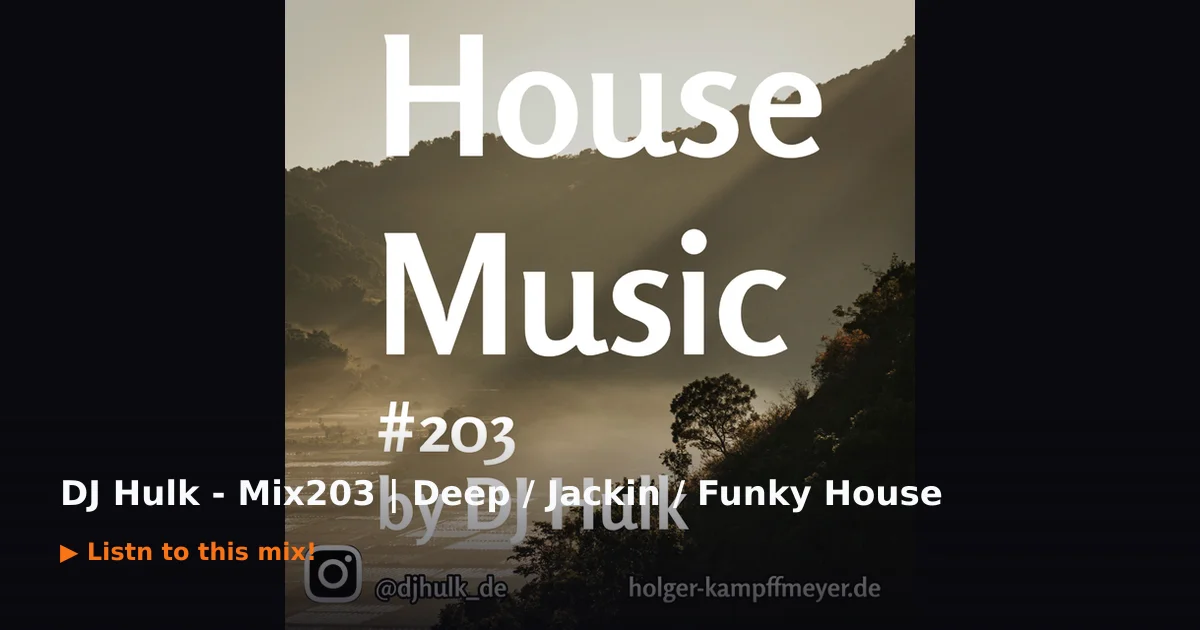 House
Music
#203
by DJ Hulk
DJ Hulk - Mix203 | Deep / Jackin / Funky House
▶ Listn to this mix!
@djhulk_de
holger-kampffmeyer.de